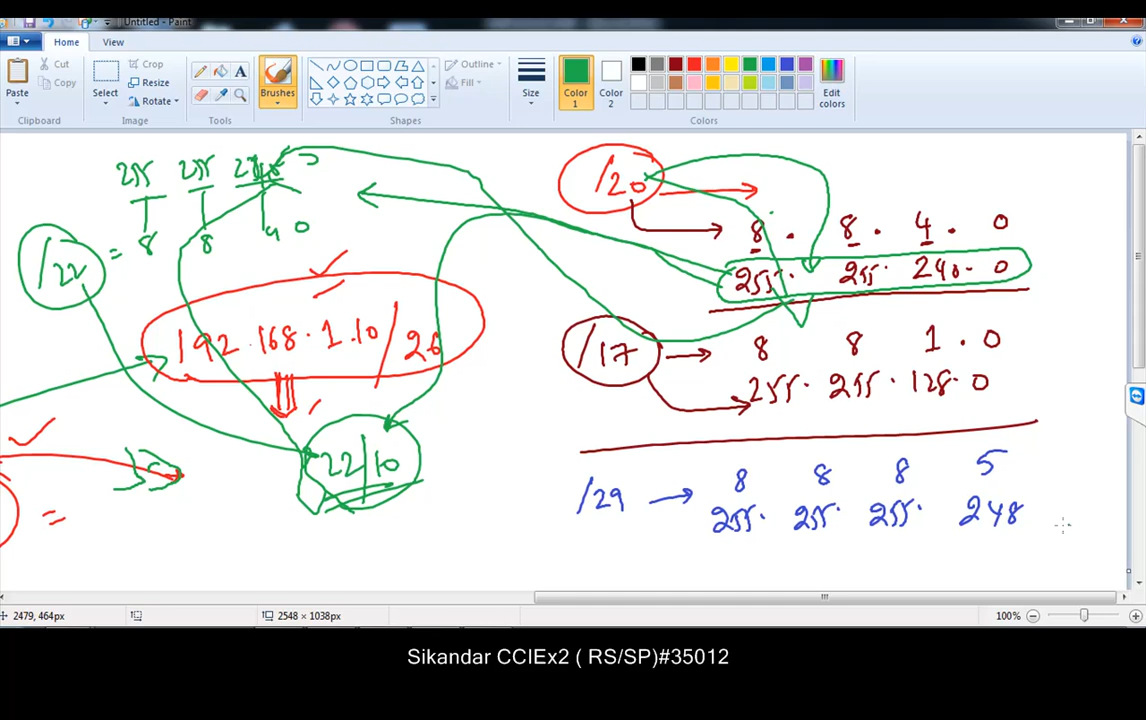 Untitled - Paint
Home View
Paste
Cut
Copy
Clipboard
Select
Crop
Resize
Rotate
Image
Tools
Brushes
Shapes
Outline
Fill
Size
Color 1
Color 2
Edit colors
Colors
255 255 0
/22 = 8 8 0
/20
8 . 8 . 4 . 0
255. 255. 240. 0
192.168.1.10/26
/17 8 8 1 . 0
255. 255. 128. 0
22/10
=
8 8 8 5
/29 255. 255. 255. 248
2479, 464px
2548 × 1038px
100%
Sikandar CCIEx2 ( RS/SP)#35012